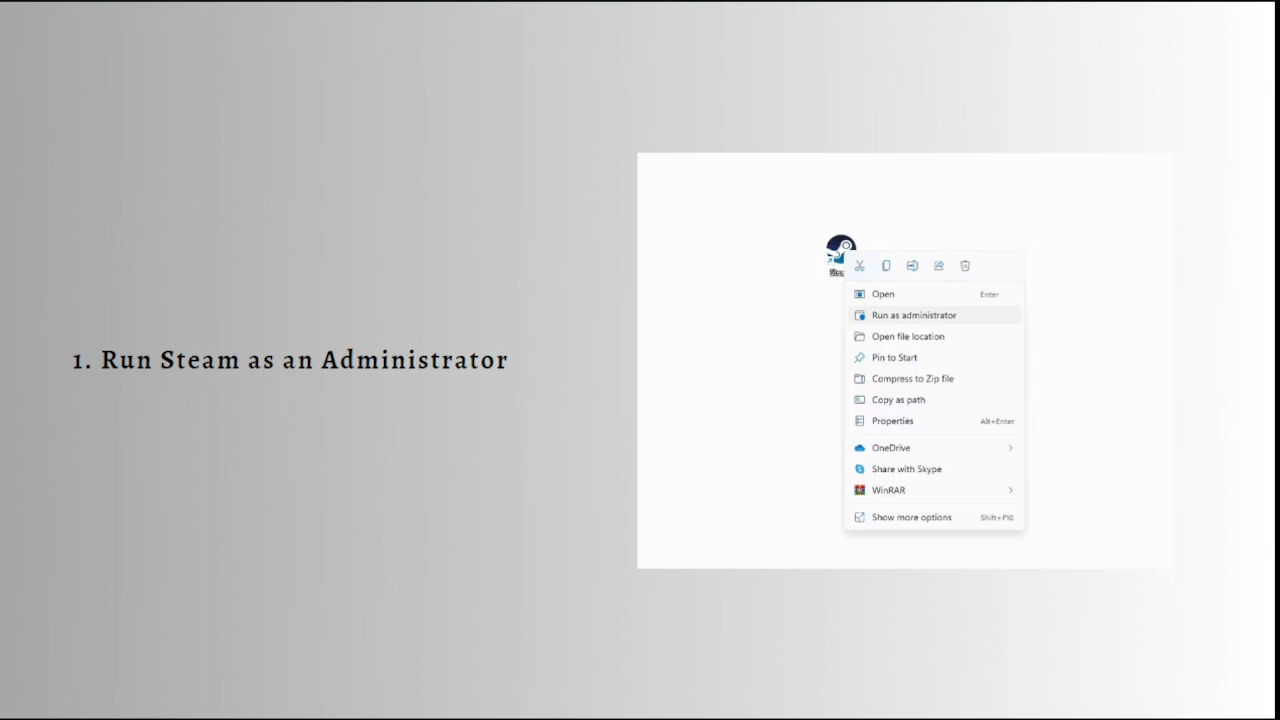 1. Run Steam as an Administrator
Open Enter
Run as administrator
Open file location
Pin to Start
Compress to Zip file
Copy as path
Properties Alt+Enter
OneDrive
Share with Skype
WinRAR
Show more options Shift+F10